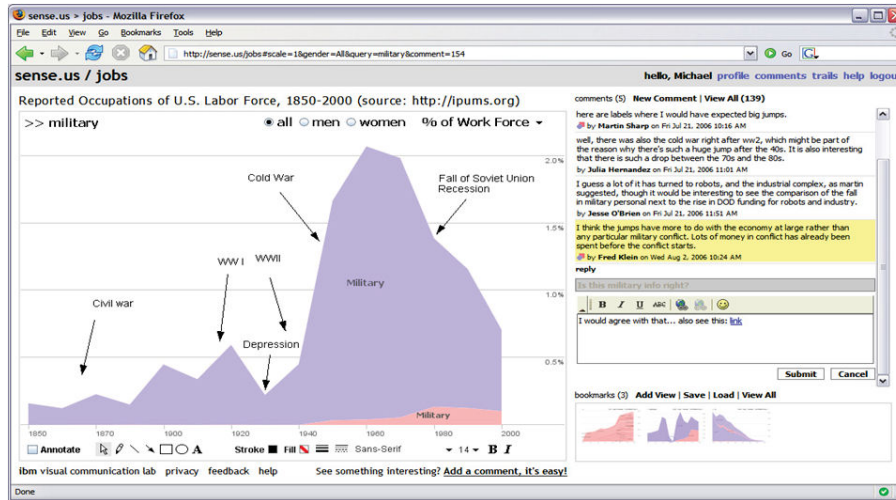 sense.us > jobs - Mozilla Firefox
File Edit View Go Bookmarks Tools Help
http://sense.us/jobs#scale=1&gender=All&query=military&comment=154
Go
sense.us / jobs
hello, Michael profile comments trails help logou
Reported Occupations of U.S. Labor Force, 1850-2000 (source: http://ipums.org)
>> military
all men women
% of Work Force
2.0%
1.5%
1.0%
0.5%
Cold War
Fall of Soviet Union
Recession
WW I
WWII
Military
Civil war
Depression
Military
1850 1870 1900 1920 1940 1960 1980 2000
Annotate
A
Stroke
Fill
Sans-Serif
14
B I
ibm visual communication lab privacy feedback help
See something interesting? Add a comment, it's easy!
comments (5) New Comment | View All (139)
here are labels where I would have expected big jumps.
by Martin Sharp on Fri Jul 21, 2006 10:16 AM
well, there was also the cold war right after ww2, which might be part of
the reason why there's such a huge jump after the 40s. It is also interesting
that there is such a drop between the 70s and the 80s.
by Julia Hernandez on Fri Jul 21, 2006 11:01 AM
I guess a lot of it has turned to robots, and the industrial complex, as martin
suggested, though it would be interesting to see the comparison of the fall
in military personal next to the rise in DOD funding for robots and industry.
by Jesse O'Brien on Fri Jul 21, 2006 11:51 AM
I think the jumps have more to do with the economy at large rather than
any particular military conflict. Lots of money in conflict has already been
spent before the conflict starts.
by Fred Klein on Wed Aug 2, 2006 10:24 AM
reply
Is this military info right?
B I U ABC
I would agree with that... also see this: link
Submit Cancel
bookmarks (3) Add View | Save | Load | View All
Done